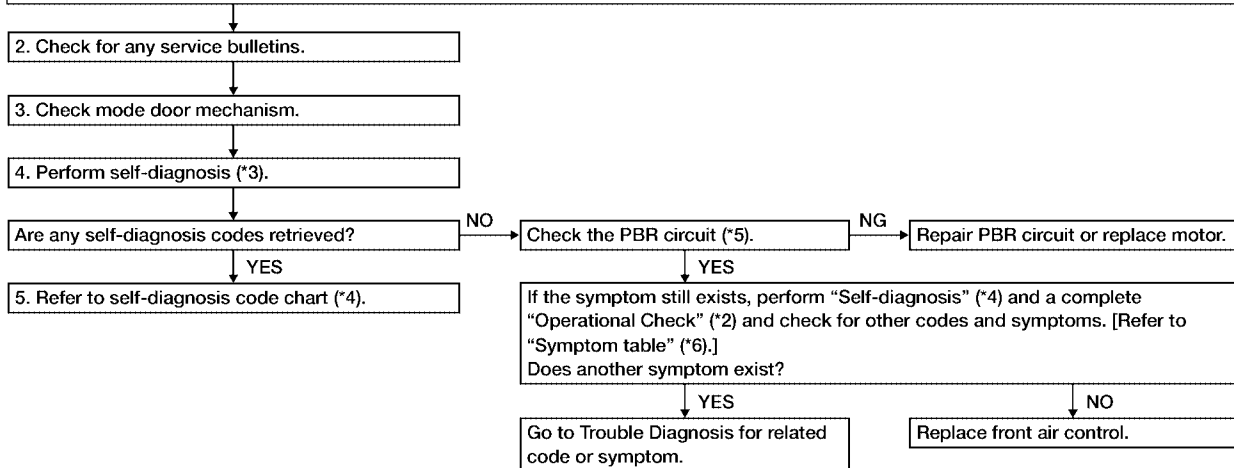 2. Check for any service bulletins.
3. Check mode door mechanism.
4. Perform self-diagnosis (*3).
Are any self-diagnosis codes retrieved?
NO
Check the PBR circuit (*5).
NG
Repair PBR circuit or replace motor.
YES
YES
5. Refer to self-diagnosis code chart (*4).
If the symptom still exists, perform “Self-diagnosis” (*4) and a complete
“Operational Check” (*2) and check for other codes and symptoms. [Refer to
“Symptom table” (*6).]
Does another symptom exist?
YES
NO
Go to Trouble Diagnosis for related
code or symptom.
Replace front air control.